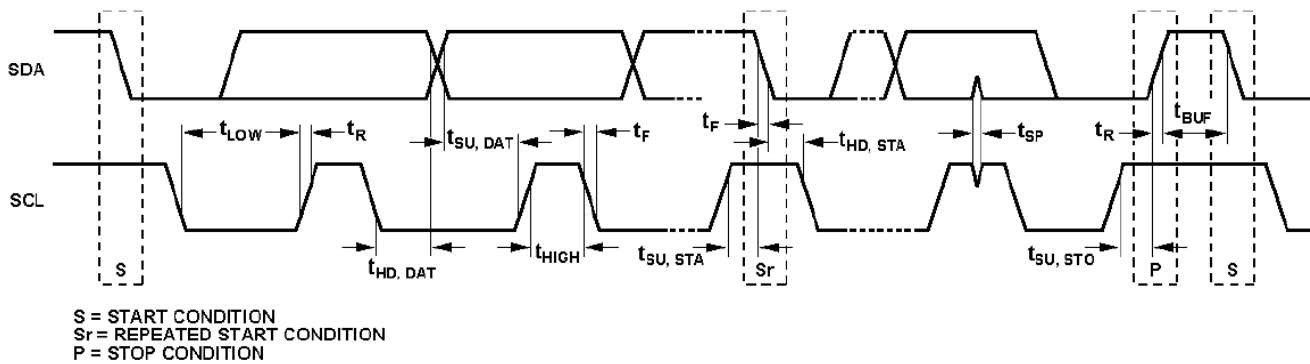 SDA
tLOW
tR
tSU, DAT
tF
tF
tHD, STA
tSP
tR
tBUF
SCL
S
tHD, DAT
tHIGH
tSU, STA
Sr
tSU, STO
P
S
S = START CONDITION
Sr = REPEATED START CONDITION
P = STOP CONDITION